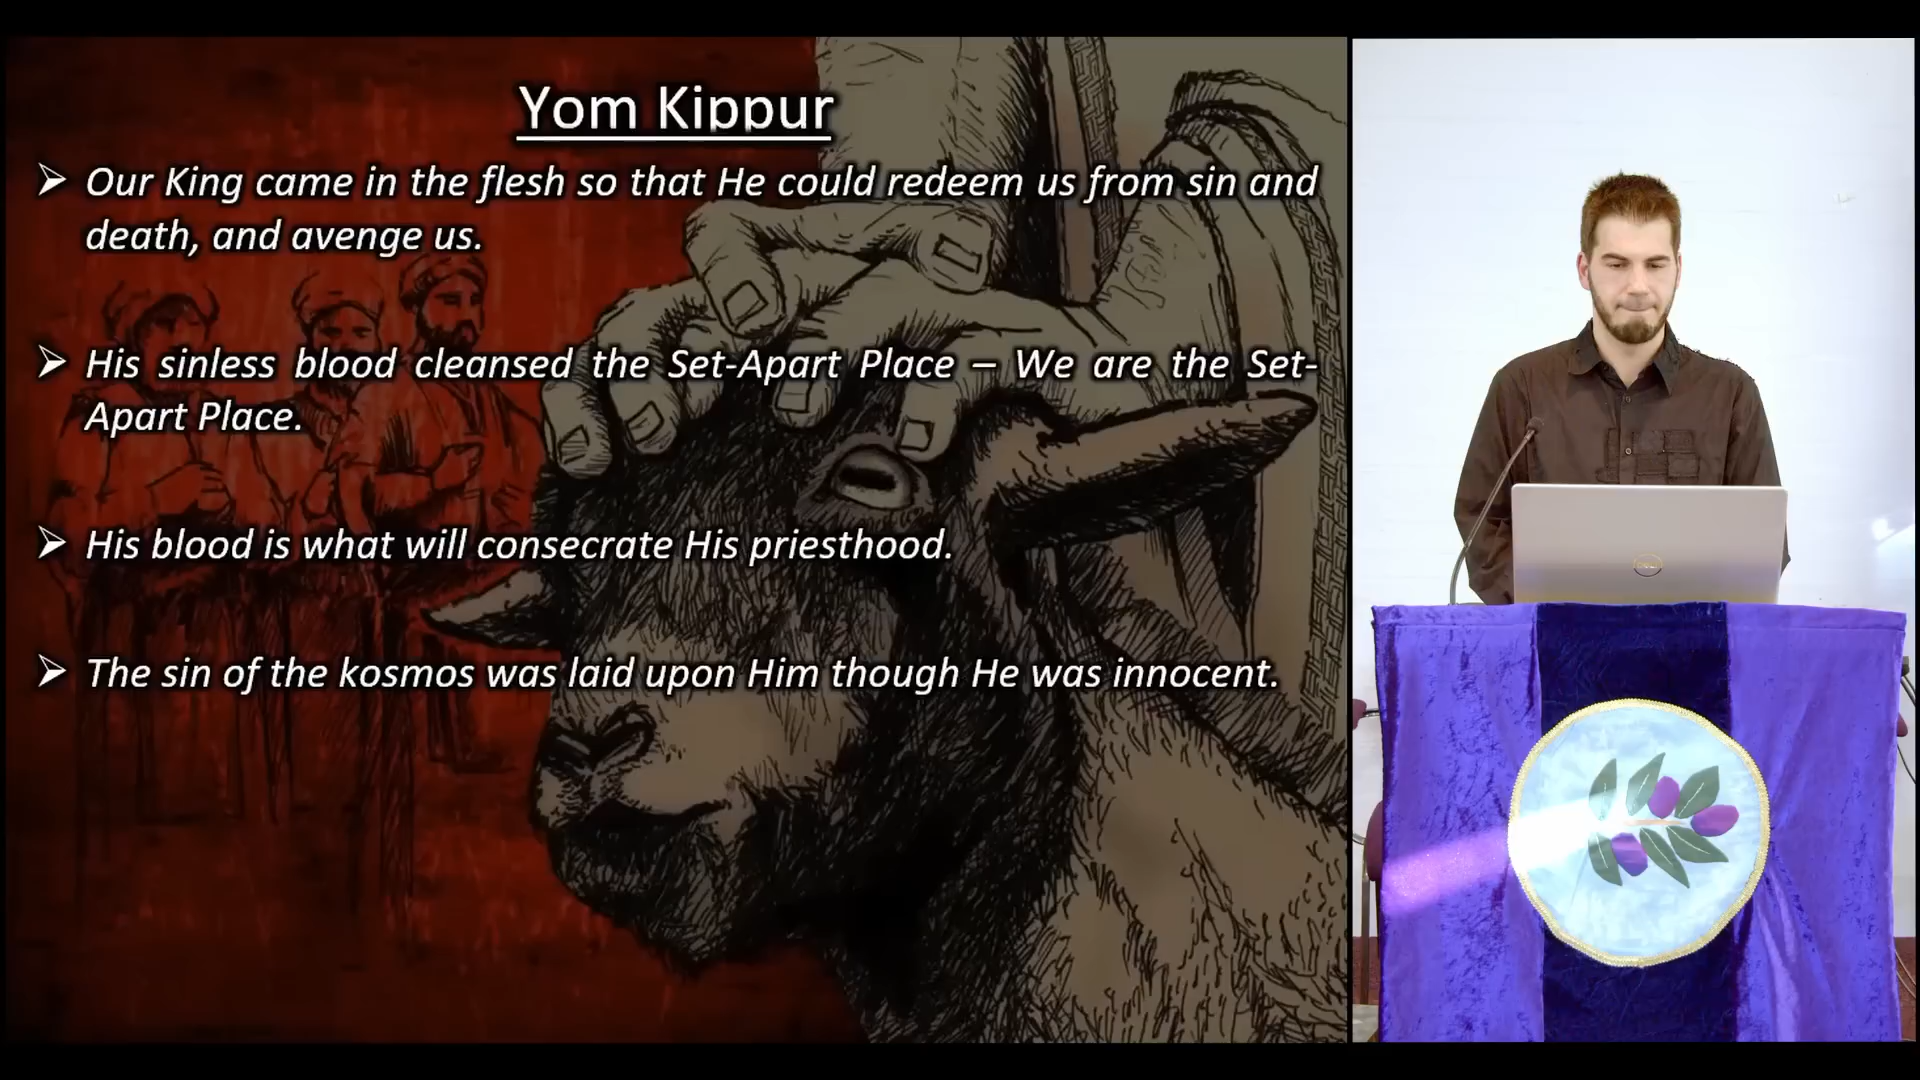 Yom Kippur
➢ Our King came in the flesh so that He could redeem us from sin and
death, and avenge us.
➢ His sinless blood cleansed the Set-Apart Place – We are the Set-
Apart Place.
➢ His blood is what will consecrate His priesthood.
➢ The sin of the kosmos was laid upon Him though He was innocent.
DELL